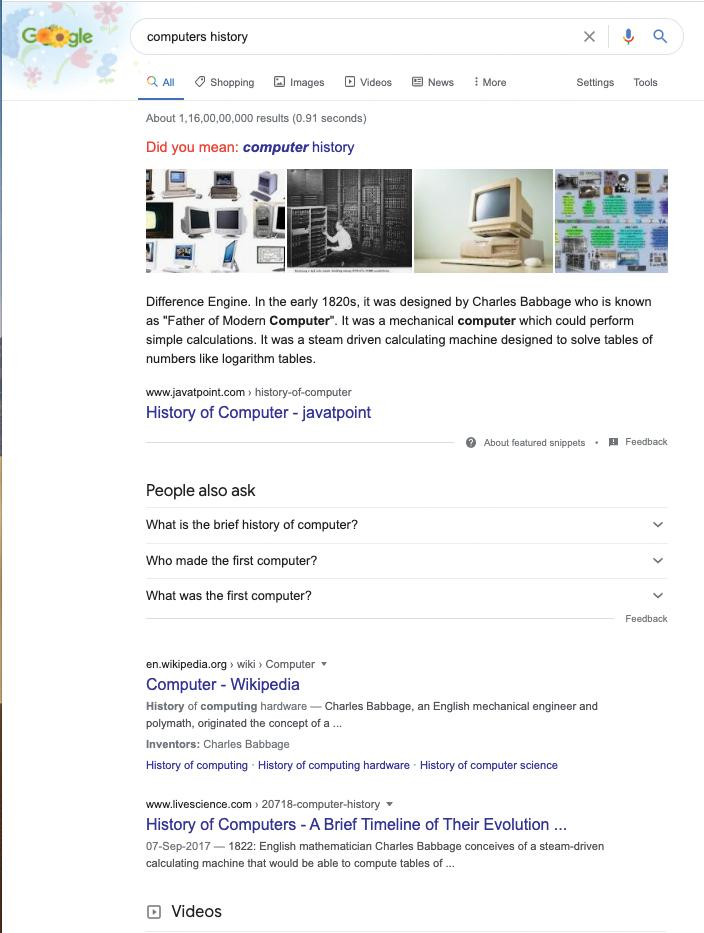 Google
computers history
All Shopping Images Videos News More Settings Tools
About 1,16,00,00,000 results (0.91 seconds)
Did you mean: computer history
Difference Engine. In the early 1820s, it was designed by Charles Babbage who is known
as "Father of Modern Computer". It was a mechanical computer which could perform
simple calculations. It was a steam driven calculating machine designed to solve tables of
numbers like logarithm tables.
www.javatpoint.com › history-of-computer
History of Computer - javatpoint
About featured snippets • Feedback
People also ask
What is the brief history of computer?
Who made the first computer?
What was the first computer?
Feedback
en.wikipedia.org › wiki › Computer
Computer - Wikipedia
History of computing hardware — Charles Babbage, an English mechanical engineer and
polymath, originated the concept of a ...
Inventors: Charles Babbage
History of computing · History of computing hardware · History of computer science
www.livescience.com › 20718-computer-history
History of Computers - A Brief Timeline of Their Evolution ...
07-Sep-2017 — 1822: English mathematician Charles Babbage conceives of a steam-driven
calculating machine that would be able to compute tables of ...
Videos